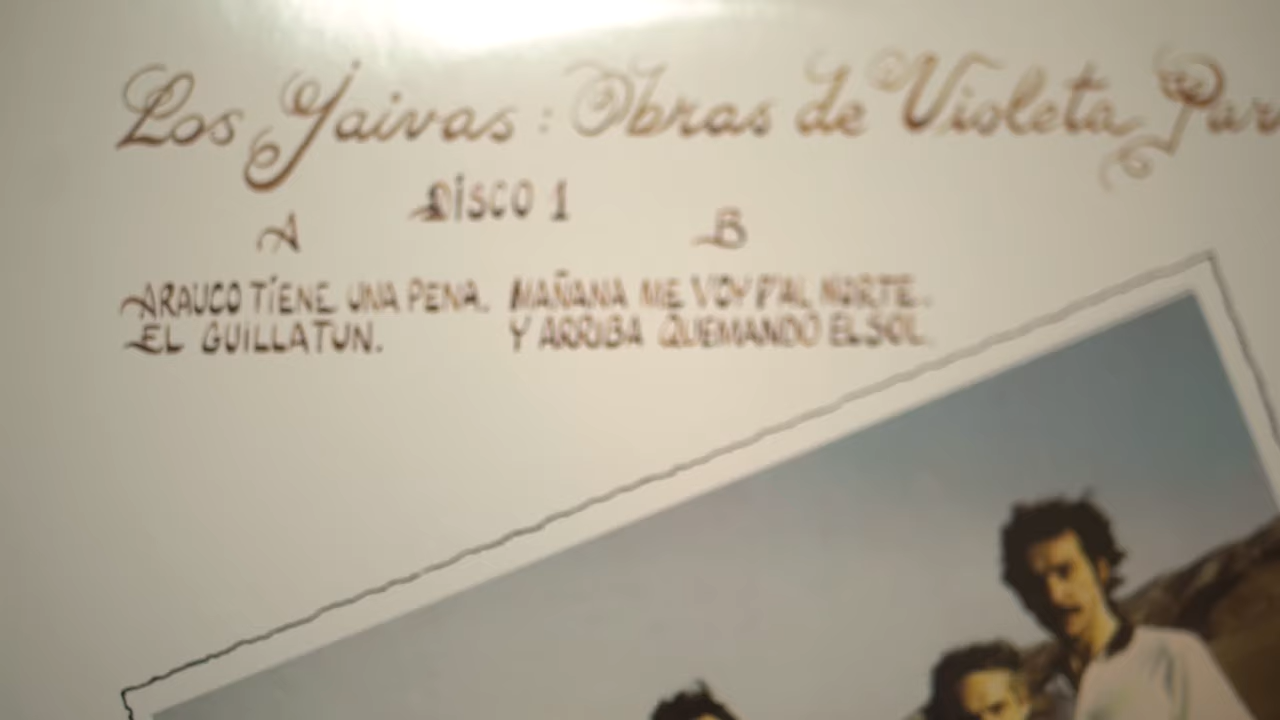 Los Jaivas : Obras de Violeta Par
DISCO 1
A
B
ARAUCO TIENE UNA PENA.
EL GUILLATUN.
MAÑANA ME VOY P'AL NORTE.
Y ARRIBA QUEMANDO EL SOL.